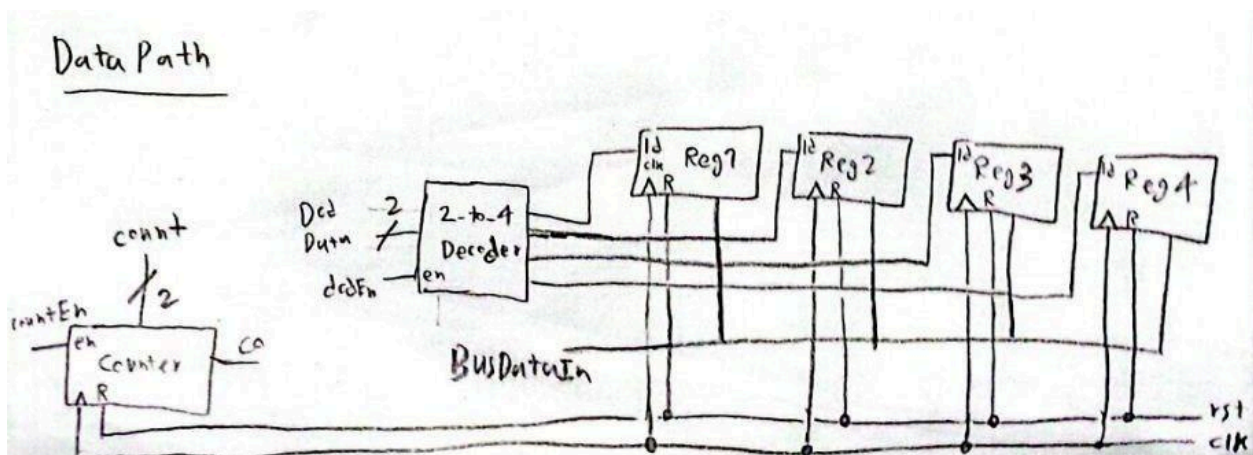 Data Path
ld
clk
R
Reg1
ld
R
Reg2
ld
R
Reg3
ld
R
Reg4
Dcd
Data
2
2-to-4
Decoder
dcdEn
en
count
2
countEn
en
Counter
co
R
BusDataIn
rst
clk